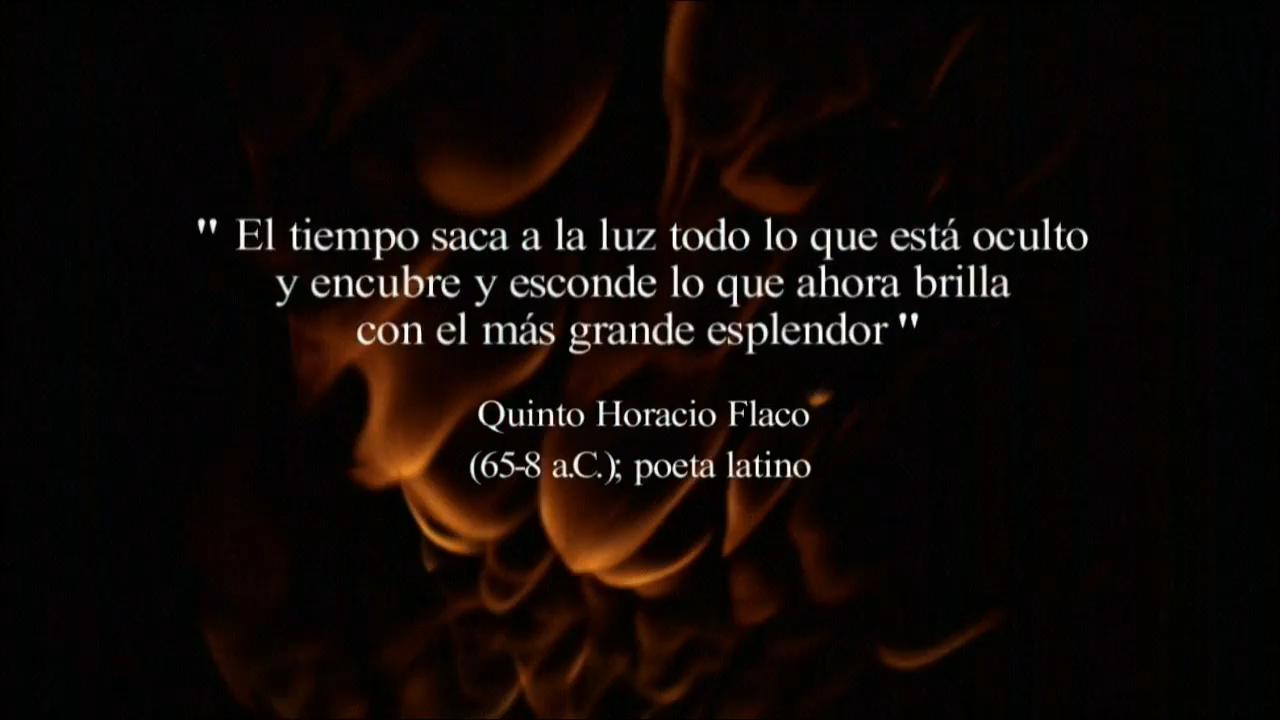 " El tiempo saca a la luz todo lo que está oculto
y encubre y esconde lo que ahora brilla
con el más grande esplendor "
Quinto Horacio Flaco
(65-8 a.C.); poeta latino